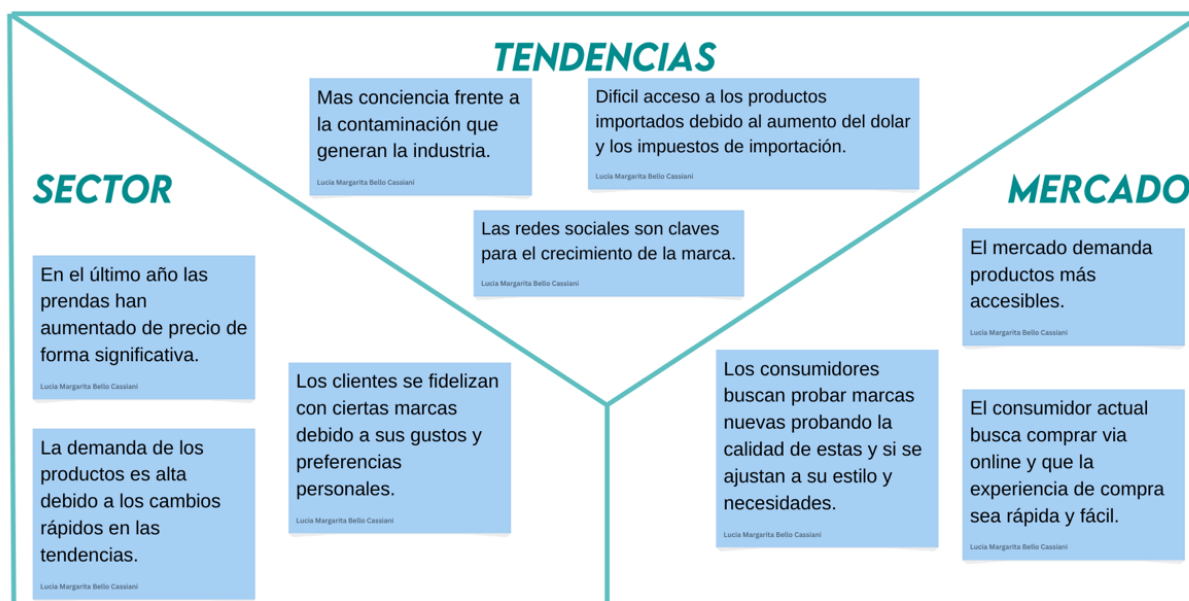 TENDENCIAS
Mas conciencia frente a
la contaminación que
generan la industria.
Lucia Margarita Bello Cassiani
Dificil acceso a los productos
importados debido al aumento del dolar
y los impuestos de importación.
Lucia Margarita Bello Cassiani
Las redes sociales son claves
para el crecimiento de la marca.
Lucia Margarita Bello Cassiani
SECTOR
En el último año las
prendas han
aumentado de precio de
forma significativa.
Lucia Margarita Bello Cassiani
La demanda de los
productos es alta
debido a los cambios
rápidos en las
tendencias.
Lucia Margarita Bello Cassiani
Los clientes se fidelizan
con ciertas marcas
debido a sus gustos y
preferencias
personales.
Lucia Margarita Bello Cassiani
MERCADO
El mercado demanda
productos más
accesibles.
Lucia Margarita Bello Cassiani
Los consumidores
buscan probar marcas
nuevas probando la
calidad de estas y si se
ajustan a su estilo y
necesidades.
Lucia Margarita Bello Cassiani
El consumidor actual
busca comprar via
online y que la
experiencia de compra
sea rápida y fácil.
Lucia Margarita Bello Cassiani